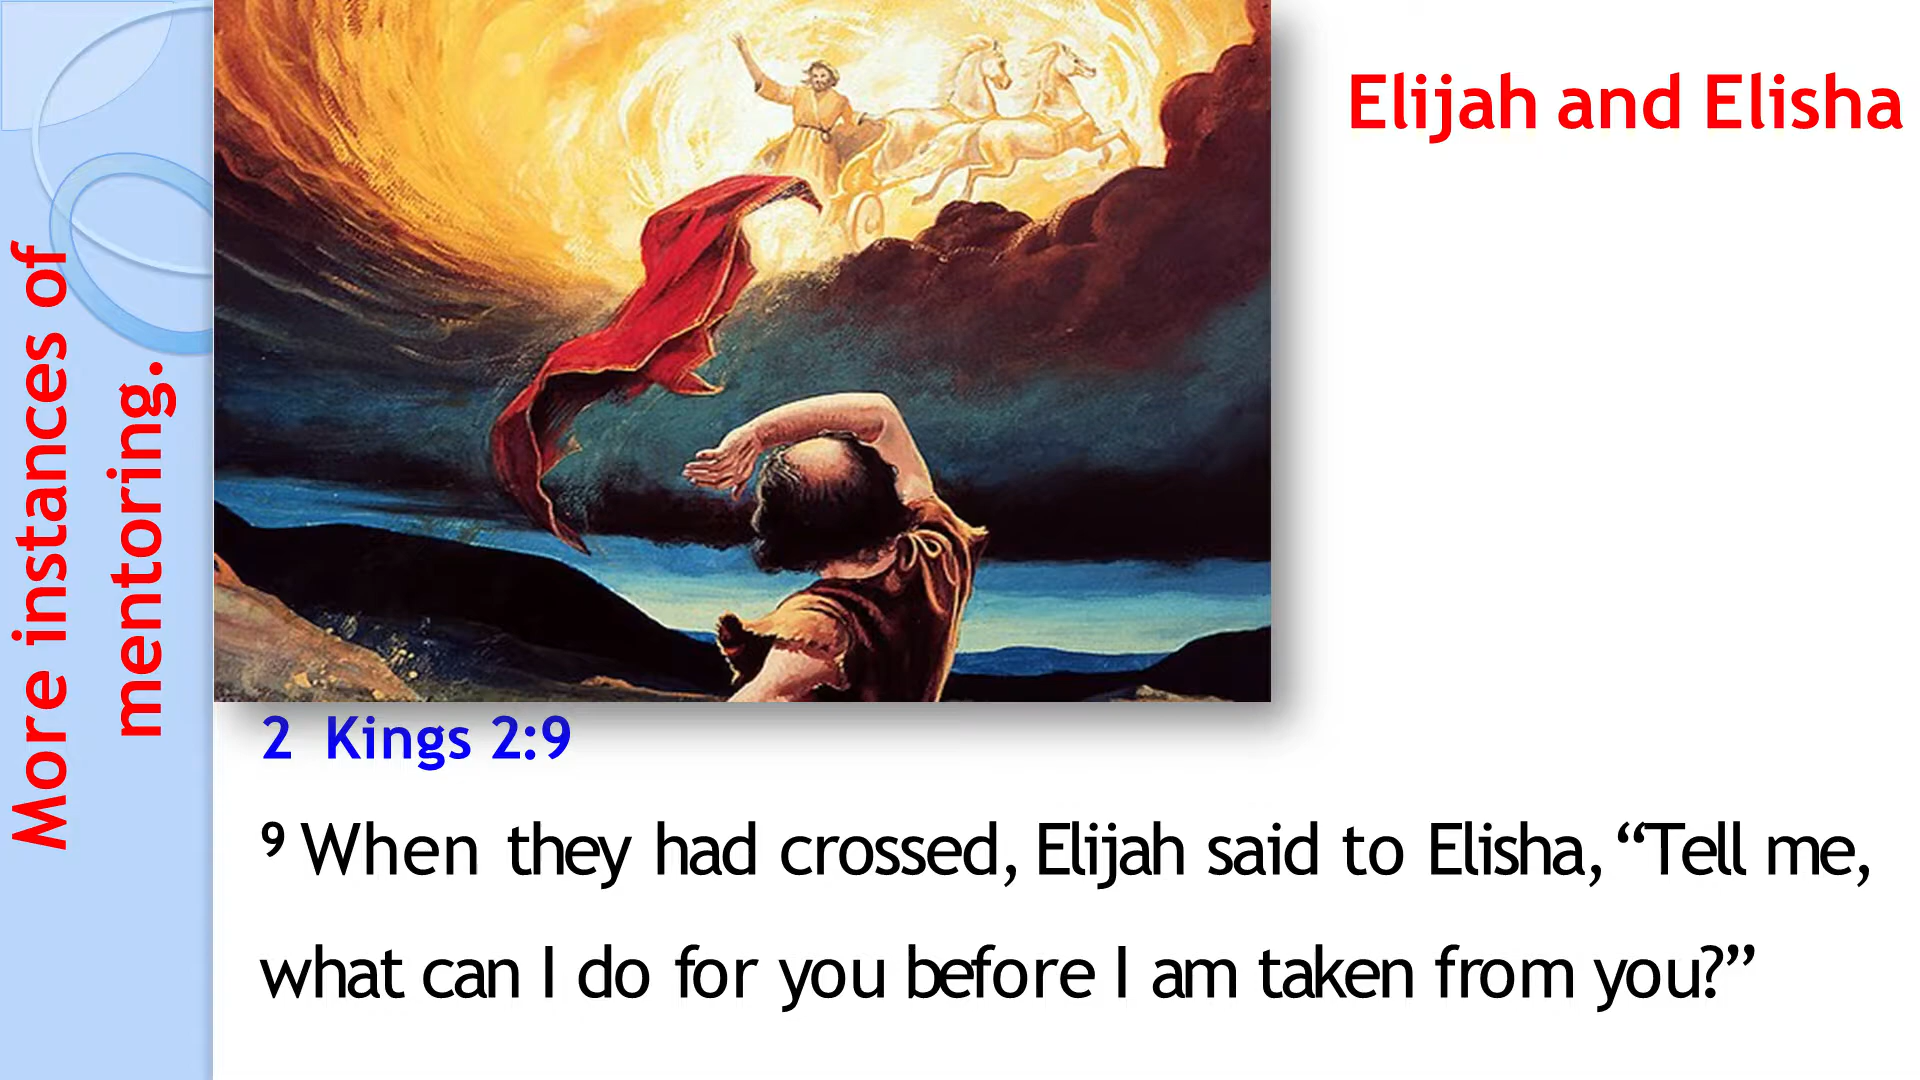 More instances of
mentoring.
Elijah and Elisha
2 Kings 2:9
9 When they had crossed, Elijah said to Elisha, “Tell me,
what can I do for you before I am taken from you?”